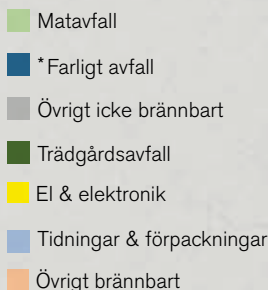 Matavfall
*Farligt avfall
Övrigt icke brännbart
Trädgårdsavfall
El & elektronik
Tidningar & förpackningar
Övrigt brännbart